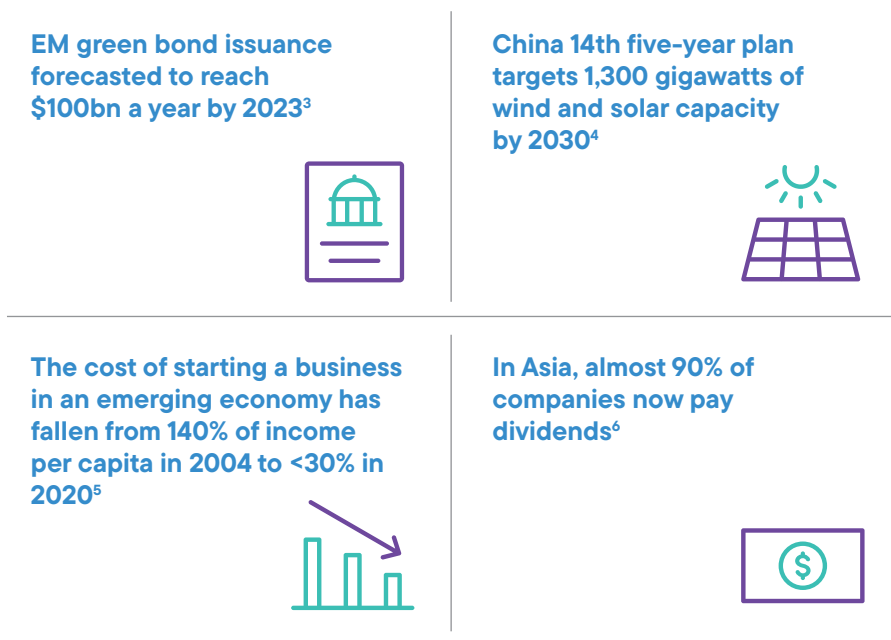 EM green bond issuance
forecasted to reach
$100bn a year by 2023³
China 14th five-year plan
targets 1,300 gigawatts of
wind and solar capacity
by 2030⁴
The cost of starting a business
in an emerging economy has
fallen from 140% of income
per capita in 2004 to <30% in
2020⁵
In Asia, almost 90% of
companies now pay
dividends⁶
$